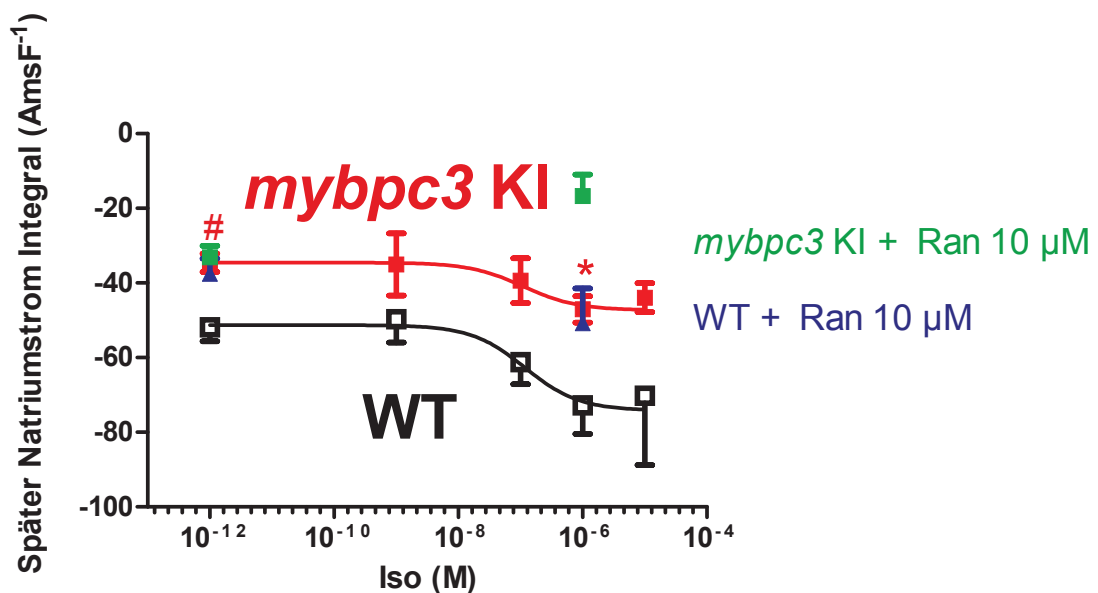 Später Natriumstrom Integral (AmsF⁻¹)
0
-20
-40
-60
-80
-100
mybpc3 KI
#
*
WT
mybpc3 KI + Ran 10 µM
WT + Ran 10 µM
10⁻¹² 10⁻¹⁰ 10⁻⁸ 10⁻⁶ 10⁻⁴
Iso (M)